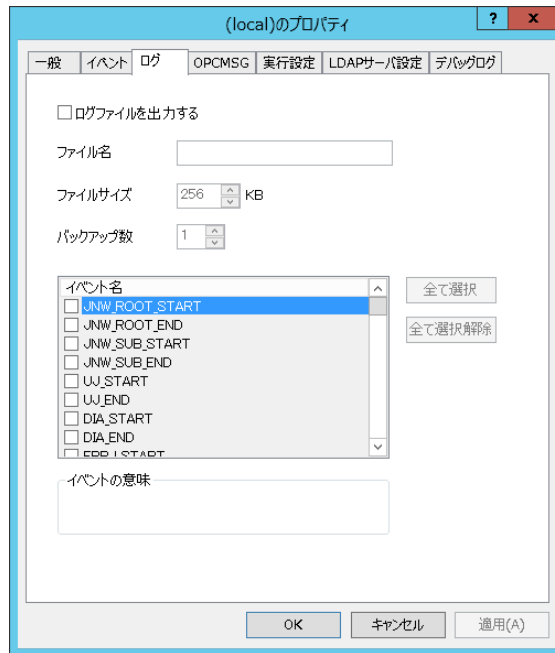 (local)のプロパティ
? x
一般 イベント ログ OPCMSG 実行設定 LDAPサーバ設定 デバッグログ
ログファイルを出力する
ファイル名
ファイルサイズ 256 KB
バックアップ数 1
イベント名
JNW_ROOT_START
JNW_ROOT_END
JNW_SUB_START
JNW_SUB_END
UJ_START
UJ_END
DIA_START
DIA_END
全て選択
全て選択解除
イベントの意味
OK キャンセル 適用(A)